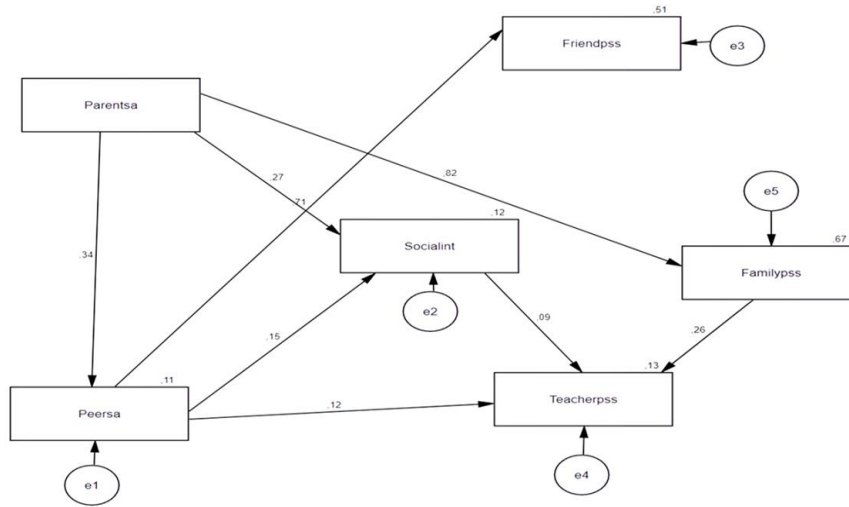 .51
Friendpss
e3
Parentsa
.82
.27
.71
e5
.12
.67
Socialint
Familypss
.34
e2
.09
.26
.15
.13
.11
Peersa
.12
Teacherpss
e1
e4